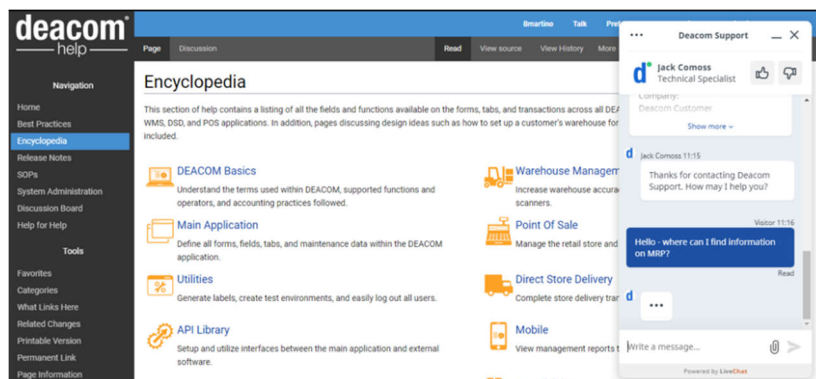 deacom®
help
Navigation
Home
Best Practices
Encyclopedia
Release Notes
SOPs
System Administration
Discussion Board
Help for Help
Tools
Favorites
Categories
What Links Here
Related Changes
Printable Version
Permanent Link
Page Information
Bmartino Talk
Page Discussion Read View source View History More
Encyclopedia
This section of help contains a listing of all the fields and functions available on the forms, tabs, and transactions across all
WMS, DSD, and POS applications. In addition, pages discussing design ideas such as how to set up a customer's warehouse for
included.
DEACOM Basics
Understand the terms used within DEACOM, supported functions and
operators, and accounting practices followed.
Main Application
Define all forms, fields, tabs, and maintenance data within the DEACOM
application.
Utilities
Generate labels, create test environments, and easily log out all users.
API Library
Setup and utilize interfaces between the main application and external
software.
Warehouse
Increase warehouse
scanners.
Point Of Sale
Manage the retail store and
Direct Store Delivery
Complete store delivery
Mobile
View management reports
Deacom Support
Jack Comoss
Technical Specialist
Company:
Deacom Customer
Show more
Jack Comoss 11:15
Thanks for contacting Deacom
Support. How may I help you?
Visitor 11:16
Hello - where can I find information
on MRP?
Read
Write a message...
Powered by LiveChat